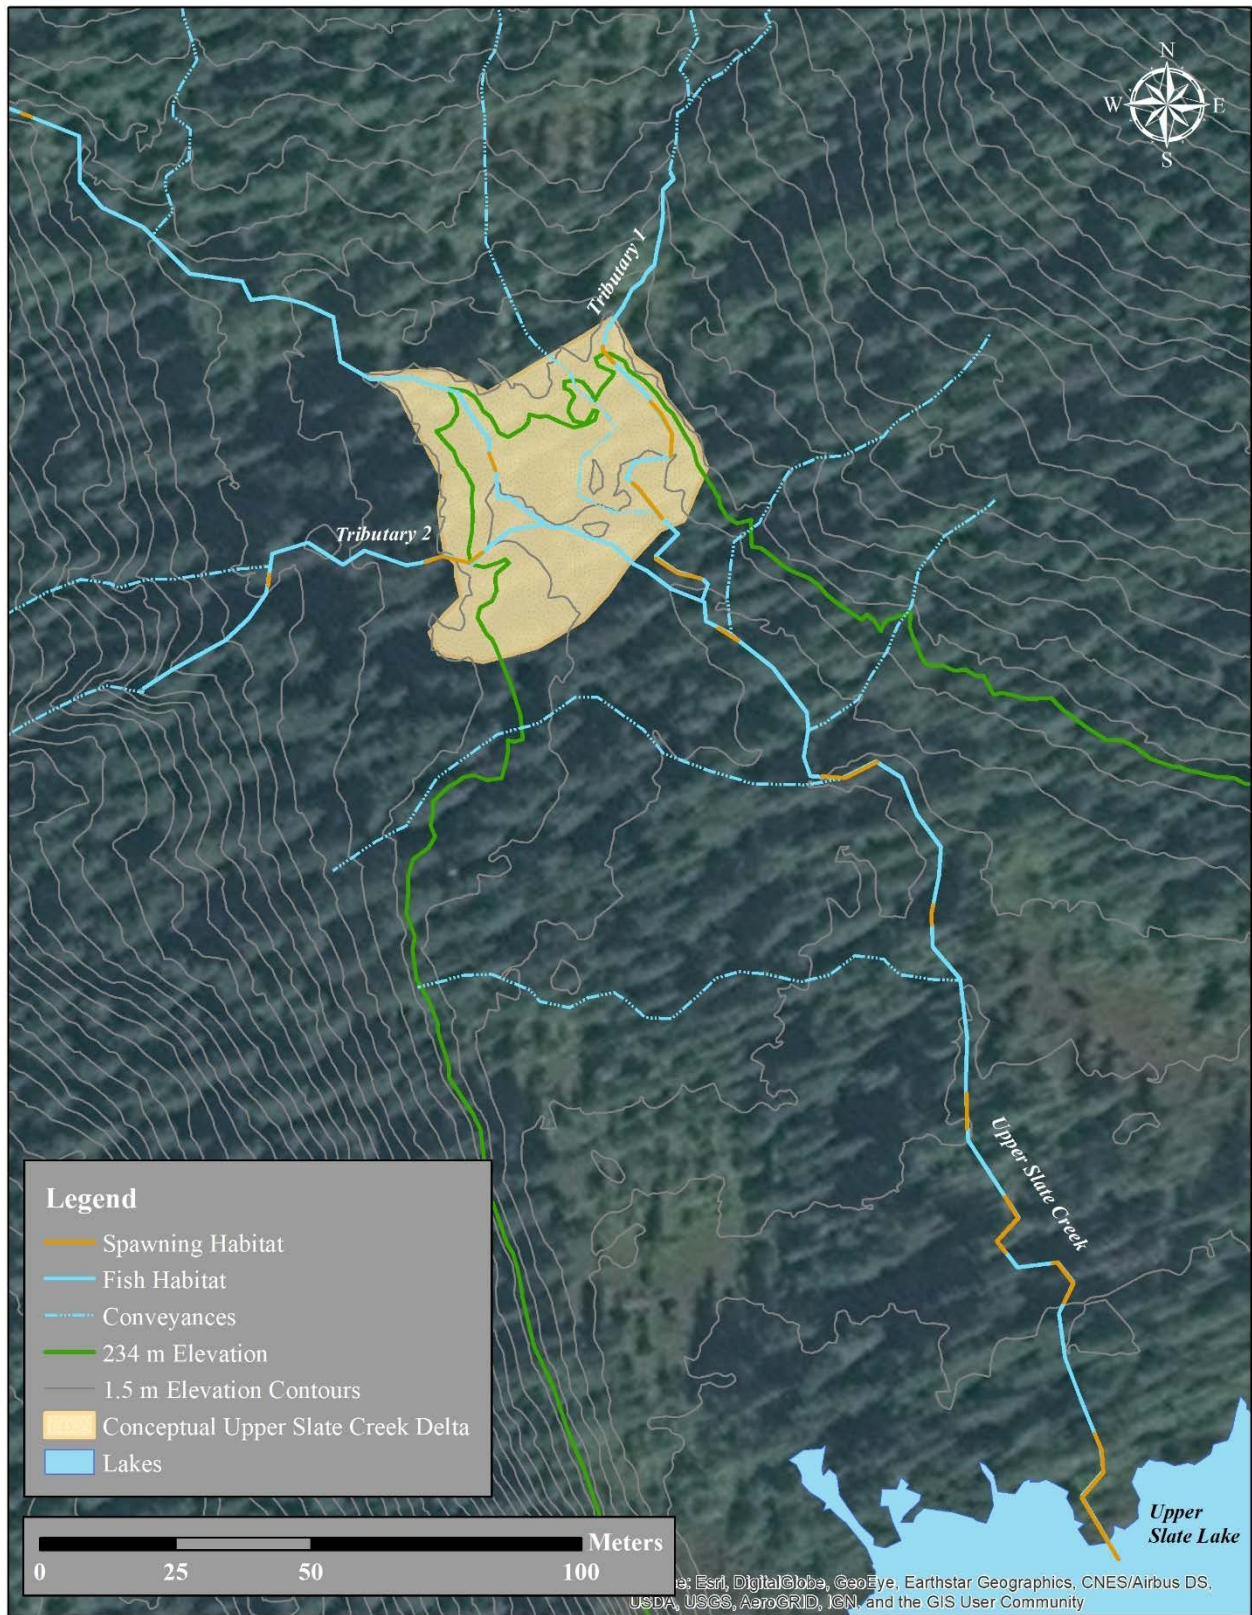 N
W E
S
Tributary 1
Tributary 2
Upper Slate Creek
Legend
Spawning Habitat
Fish Habitat
Conveyances
234 m Elevation
1.5 m Elevation Contours
Conceptual Upper Slate Creek Delta
Lakes
Upper
Slate Lake
Meters
0 25 50 100
Esri, DigitalGlobe, GeoEye, Earthstar Geographics, CNES/Airbus DS,
USDA, USGS, AeroGRID, IGN, and the GIS User Community